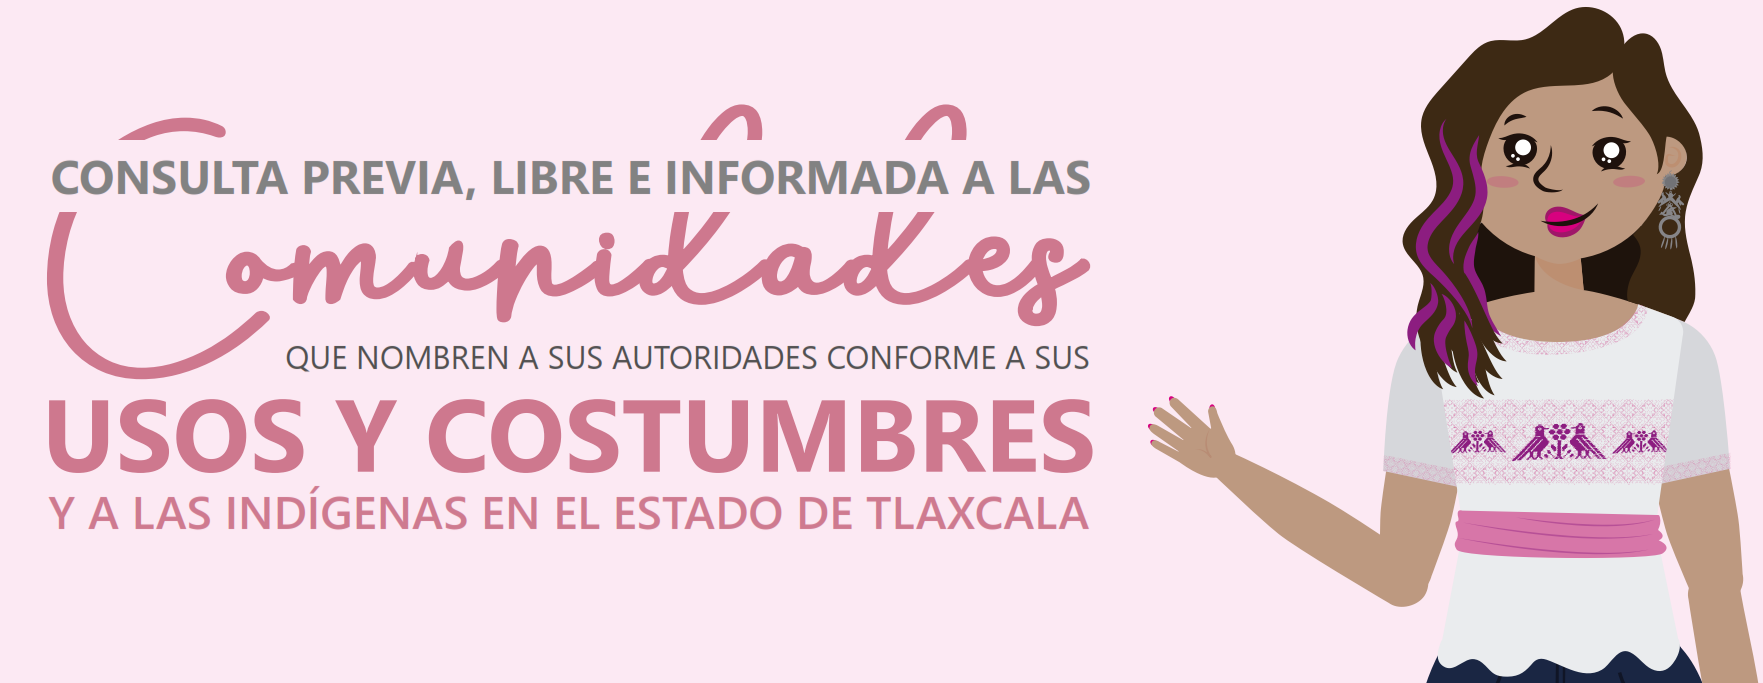 CONSULTA PREVIA, LIBRE E INFORMADA A LAS
Comunidades
QUE NOMBREN A SUS AUTORIDADES CONFORME A SUS
USOS Y COSTUMBRES
Y A LAS INDÍGENAS EN EL ESTADO DE TLAXCALA